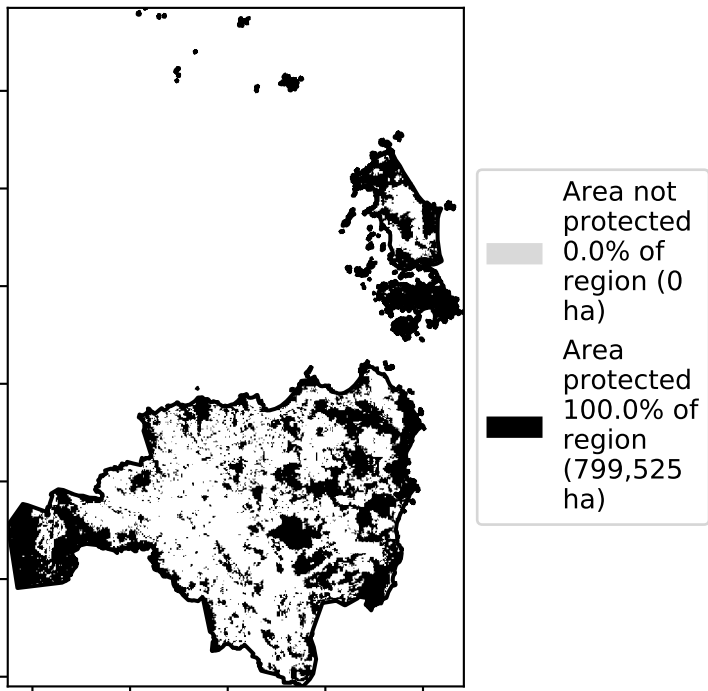 Area not
protected
0.0% of
region (0
ha)
Area
protected
100.0% of
region
(799,525
ha)